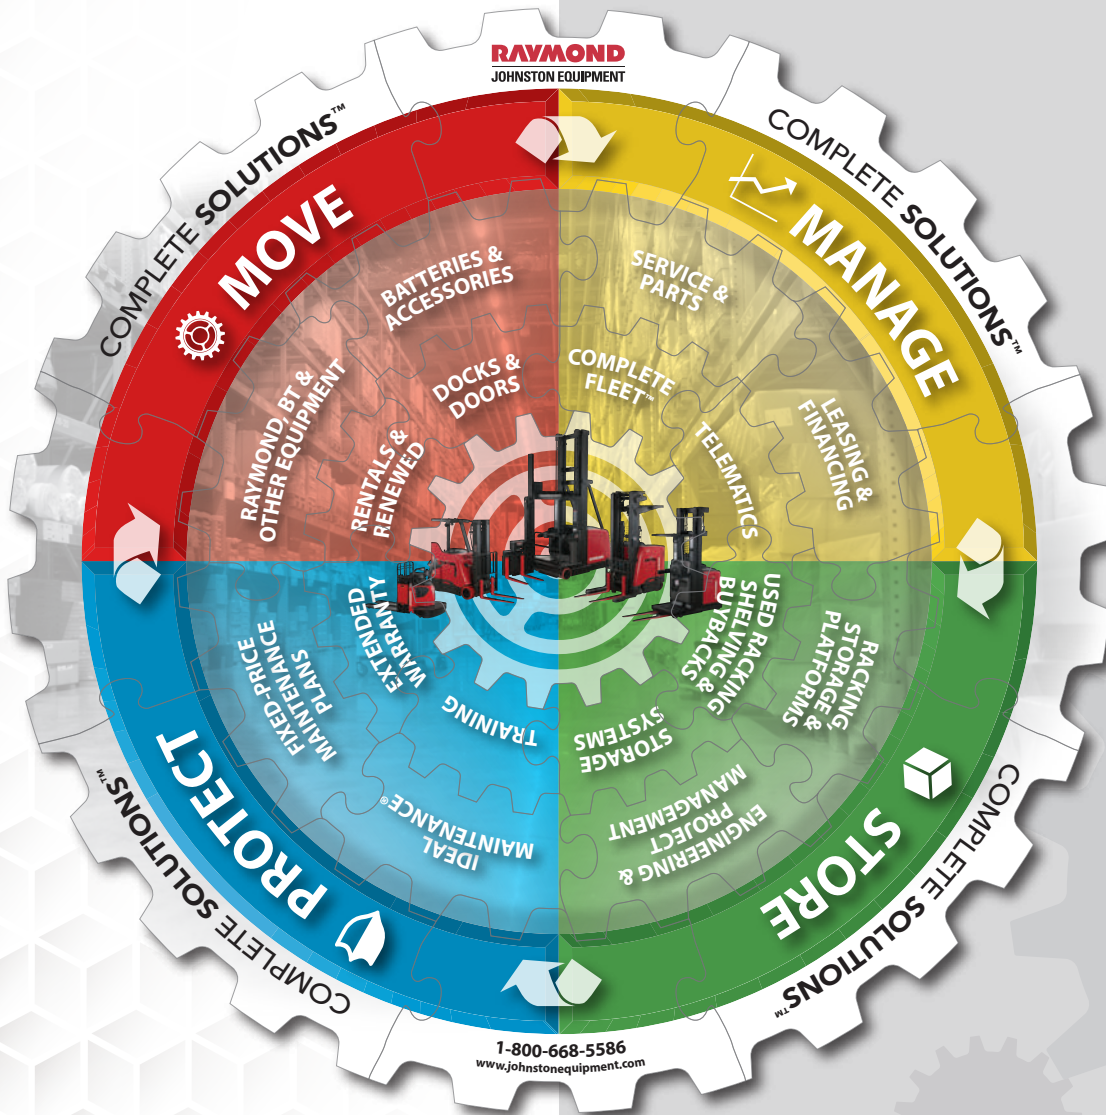 RAYMOND
JOHNSTON EQUIPMENT
COMPLETE SOLUTIONS™
MOVE
BATTERIES &
ACCESSORIES
DOCKS &
DOORS
RAYMOND, BT &
OTHER EQUIPMENT
RENTALS &
RENEWED
COMPLETE SOLUTIONS™
MANAGE
SERVICE &
PARTS
COMPLETE
FLEET™
LEASING &
FINANCING
TELEMATICS
COMPLETE SOLUTIONS™
STORE
RACKING,
STORAGE &
PLATFORMS
USED RACKING
SHELVING &
BUYBACKS
STORAGE
SYSTEMS
ENGINEERING &
PROJECT
MANAGEMENT
COMPLETE SOLUTIONS™
PROTECT
EXTENDED
WARRANTY
FIXED-PRICE
MAINTENANCE
PLANS
TRAINING
IDEAL
MAINTENANCE®
1-800-668-5586
www.johnstonequipment.com